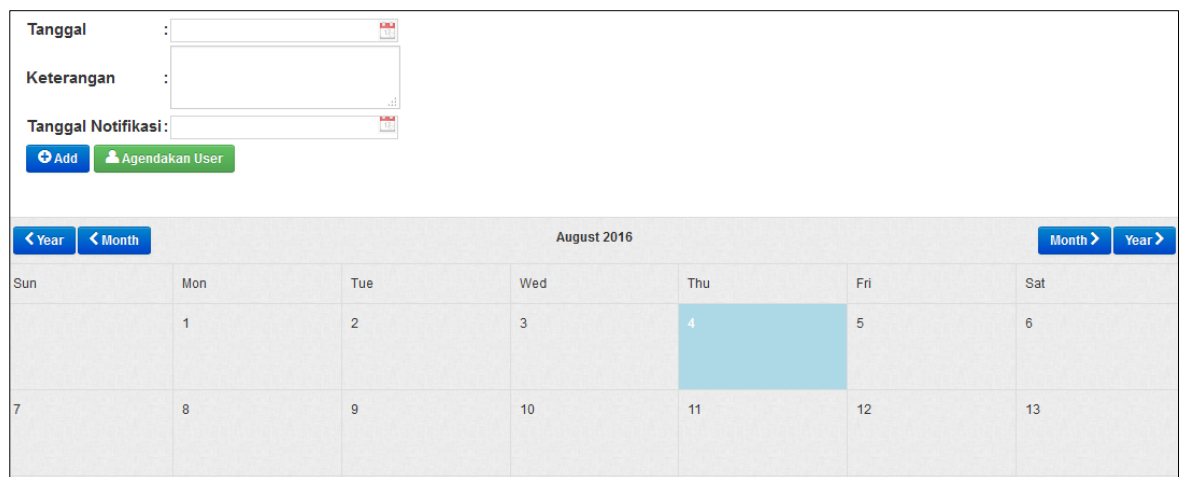 Tanggal :
Keterangan :
Tanggal Notifikasi :
Add Agendakan User
Year Month August 2016 Month Year
Sun Mon Tue Wed Thu Fri Sat
1 2 3 4 5 6
7 8 9 10 11 12 13